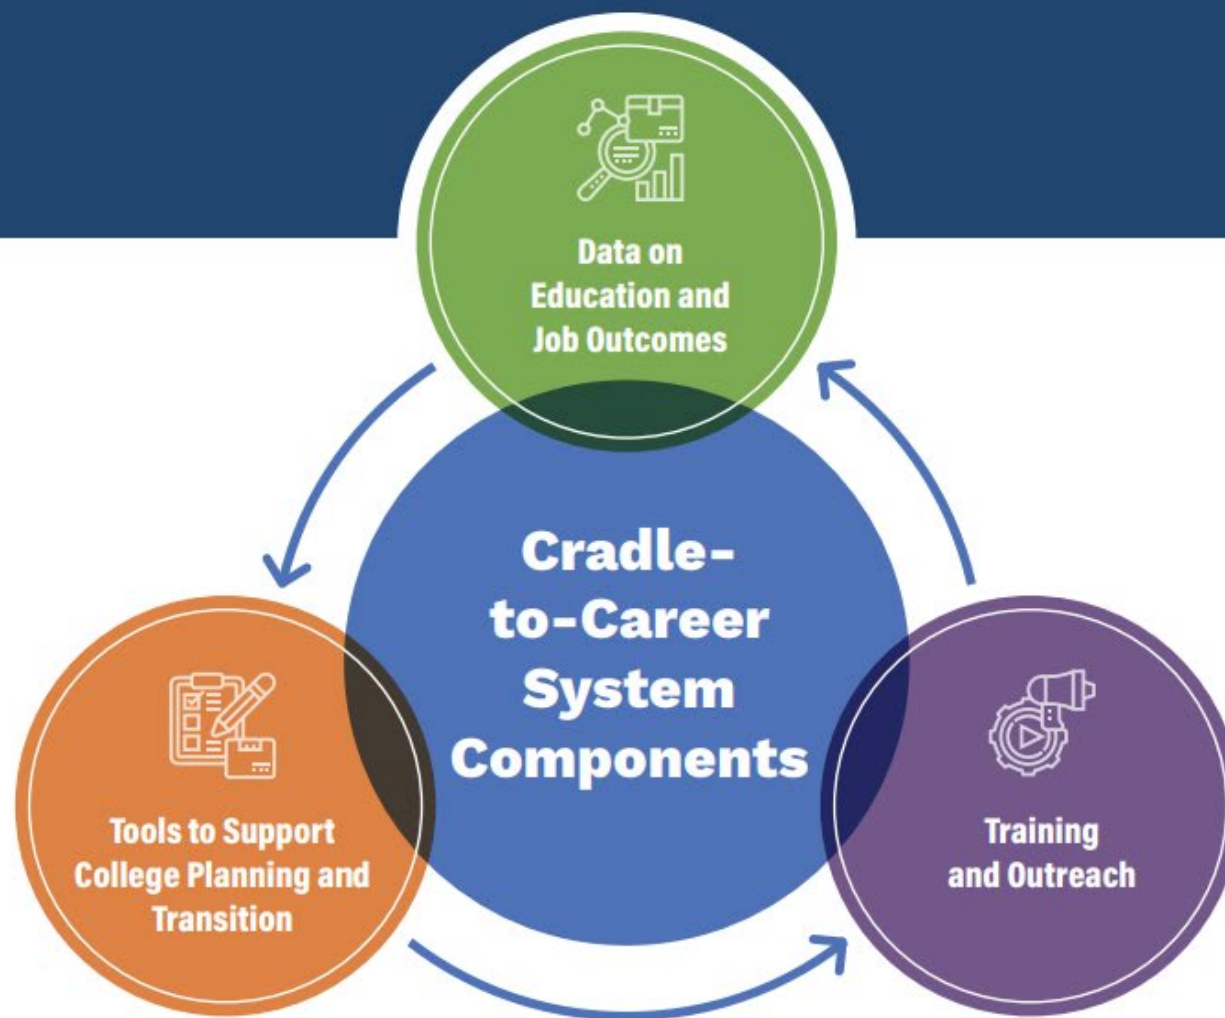 Data on
Education and
Job Outcomes
Cradle-
to-Career
System
Components
Tools to Support
College Planning and
Transition
Training
and Outreach